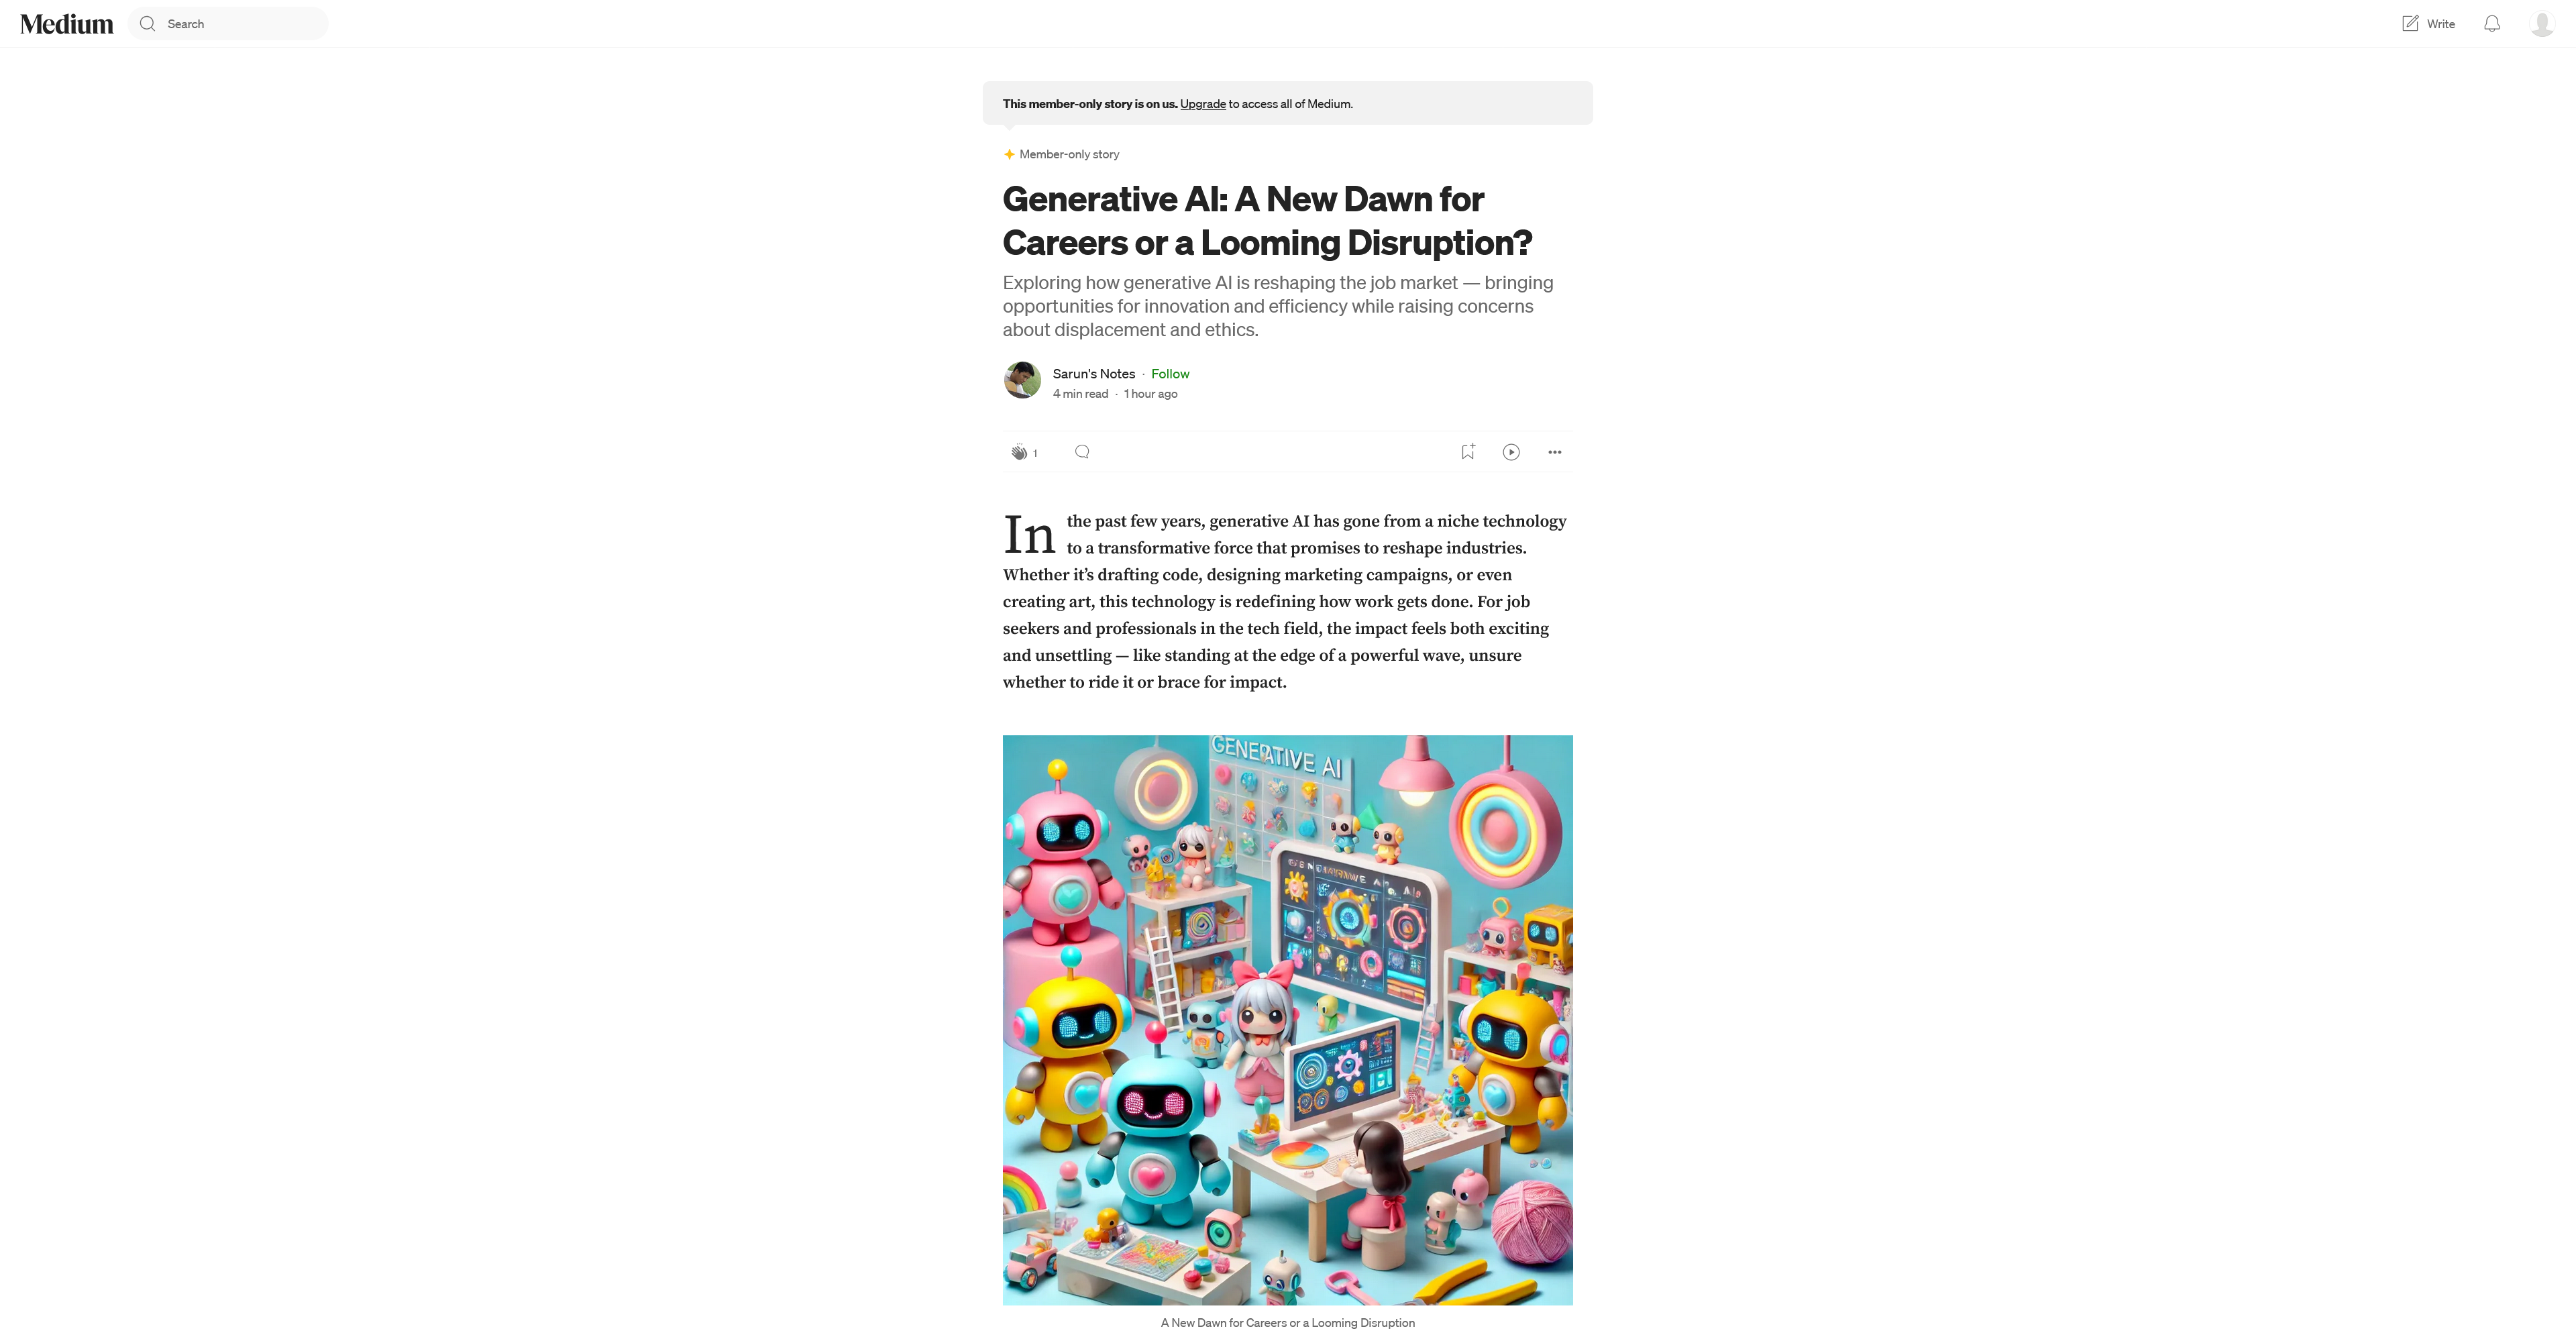 Medium
Search
Write
This member-only story is on us. Upgrade to access all of Medium.
Member-only story
Generative AI: A New Dawn for
Careers or a Looming Disruption?
Exploring how generative AI is reshaping the job market — bringing
opportunities for innovation and efficiency while raising concerns
about displacement and ethics.
Sarun's Notes · Follow
4 min read · 1 hour ago
1
In the past few years, generative AI has gone from a niche technology
to a transformative force that promises to reshape industries.
Whether it’s drafting code, designing marketing campaigns, or even
creating art, this technology is redefining how work gets done. For job
seekers and professionals in the tech field, the impact feels both exciting
and unsettling — like standing at the edge of a powerful wave, unsure
whether to ride it or brace for impact.
GENERATIVE AI
A New Dawn for Careers or a Looming Disruption